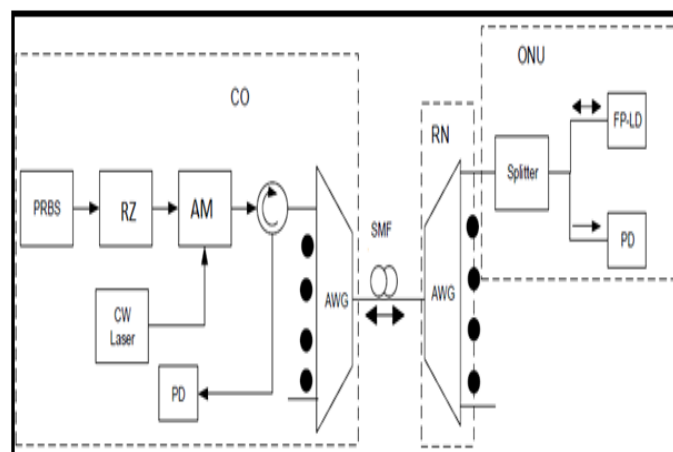 CO
PRBS
RZ
AM
CW
Laser
PD
AWG
SMF
RN
AWG
ONU
Splitter
FP-LD
PD